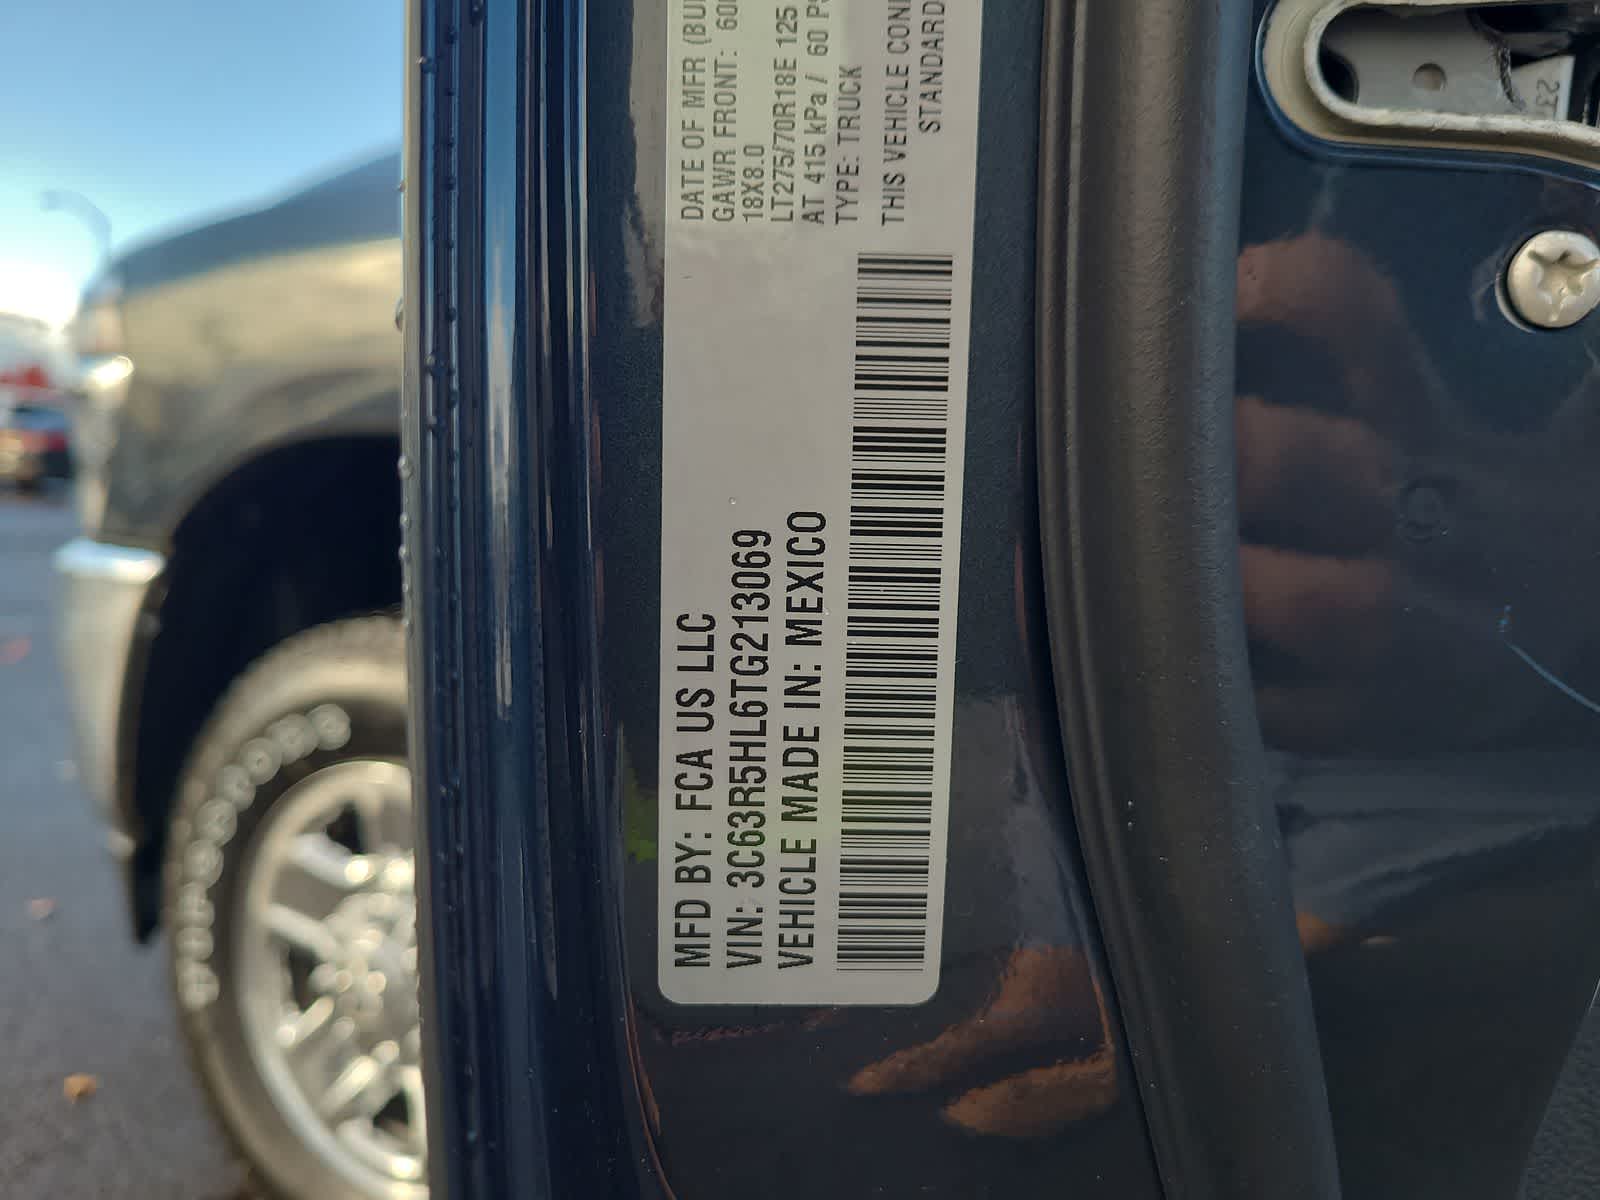 MFD BY: FCA US LLC
VIN: 3C63R5HL6TG213069
VEHICLE MADE IN: MEXICO
DATE OF MFR
GAWR FRONT:
18X8.0
LT275/70R18E 125
AT 415 kPa / 60
TYPE: TRUCK
THIS VEHICLE
STANDARD